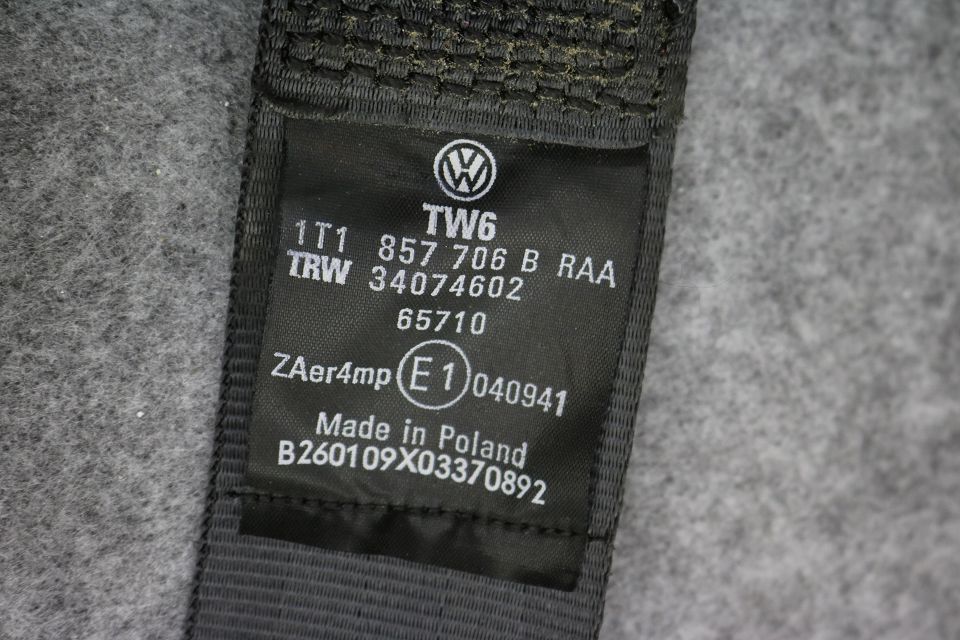 VW
TW6
1T1 857 706 B RAA
TRW 34074602
65710
ZAer4mp E1 040941
Made in Poland
B260109X03370892